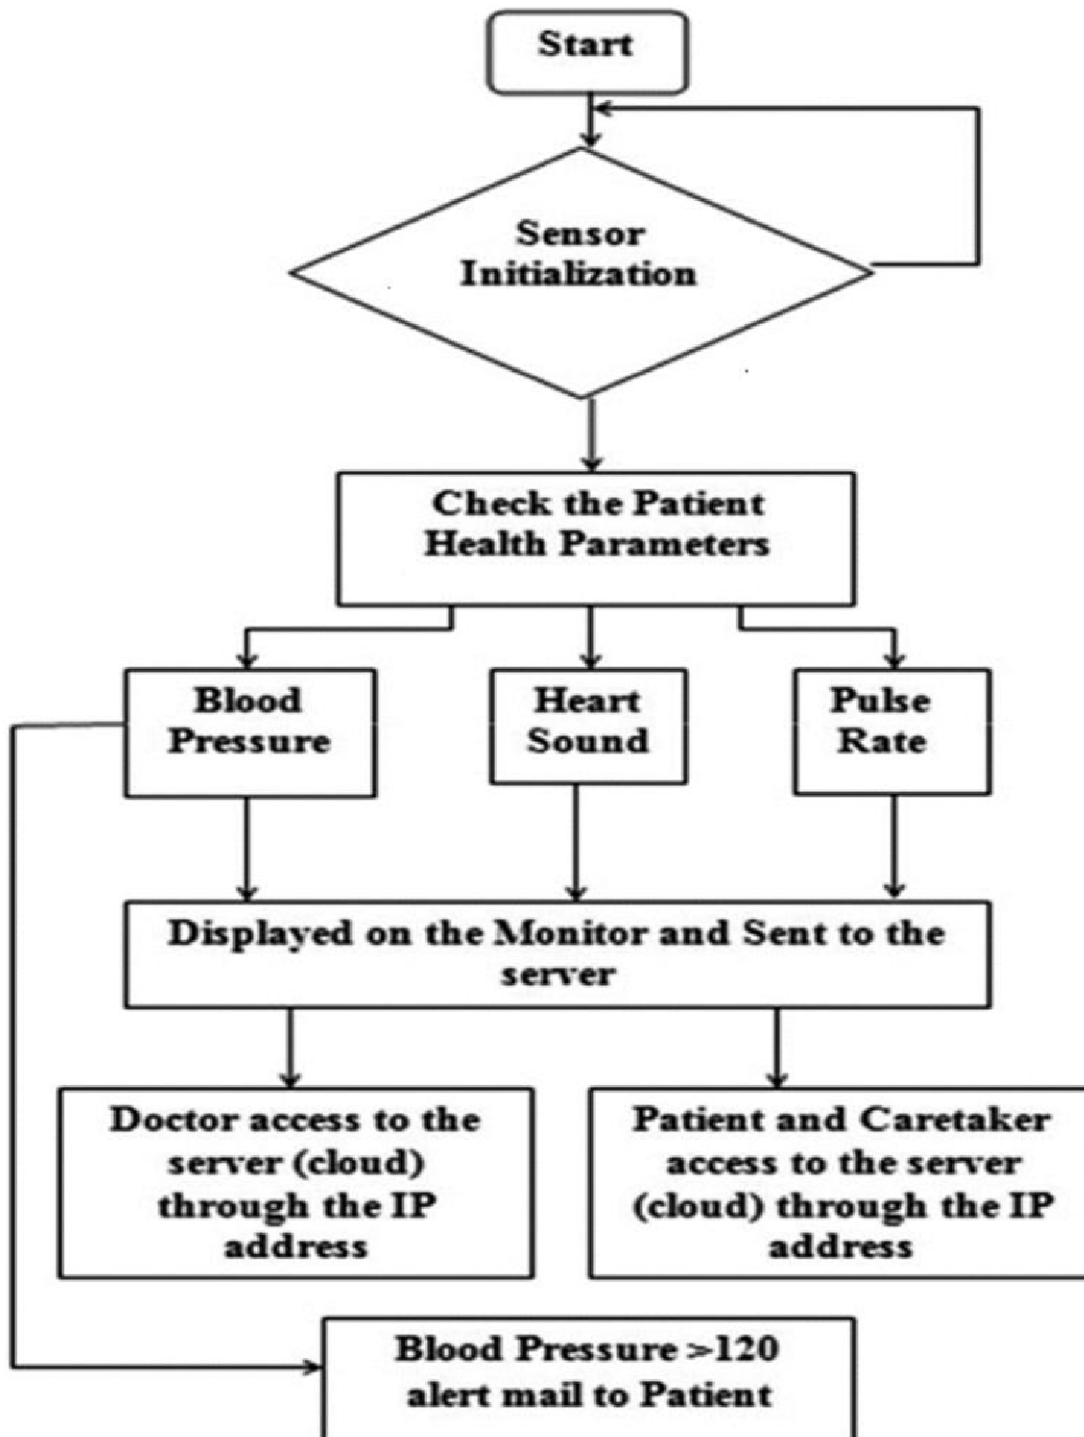 Start
Sensor
Initialization
Check the Patient
Health Parameters
Blood
Pressure
Heart
Sound
Pulse
Rate
Displayed on the Monitor and Sent to the
server
Doctor access to the
server (cloud)
through the IP
address
Patient and Caretaker
access to the server
(cloud) through the IP
address
Blood Pressure >120
alert mail to Patient